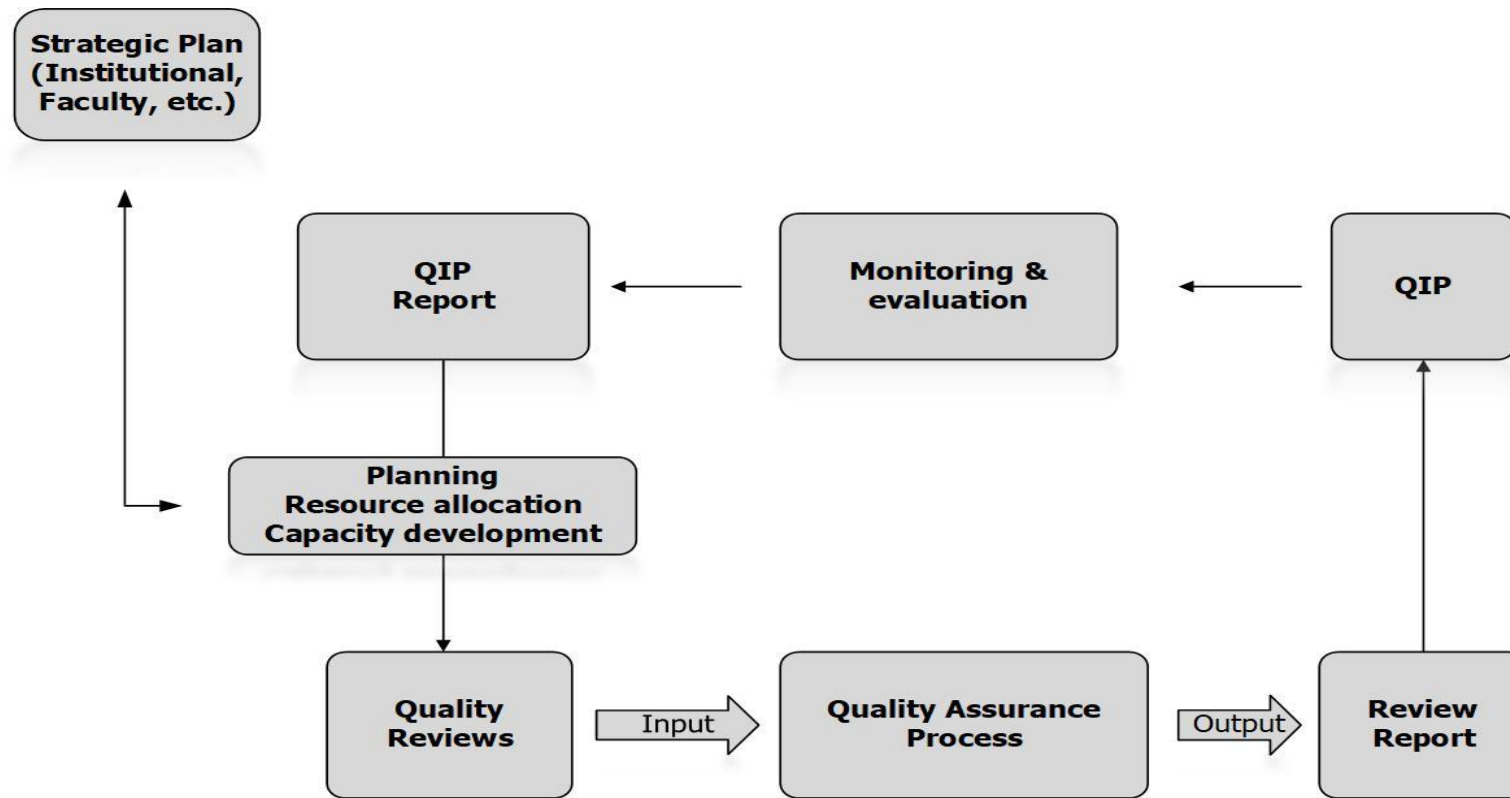 Strategic Plan
(Institutional,
Faculty, etc.)
QIP
Report
Monitoring &
evaluation
QIP
Planning
Resource allocation
Capacity development
Quality
Reviews
Input
Quality Assurance
Process
Output
Review
Report